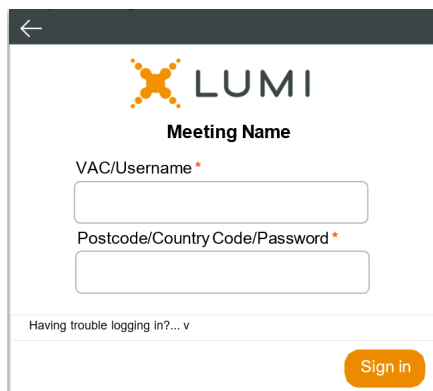 LUMI
Meeting Name
VAC/Username *
Postcode/Country Code/Password *
Having trouble logging in?... v
Sign in